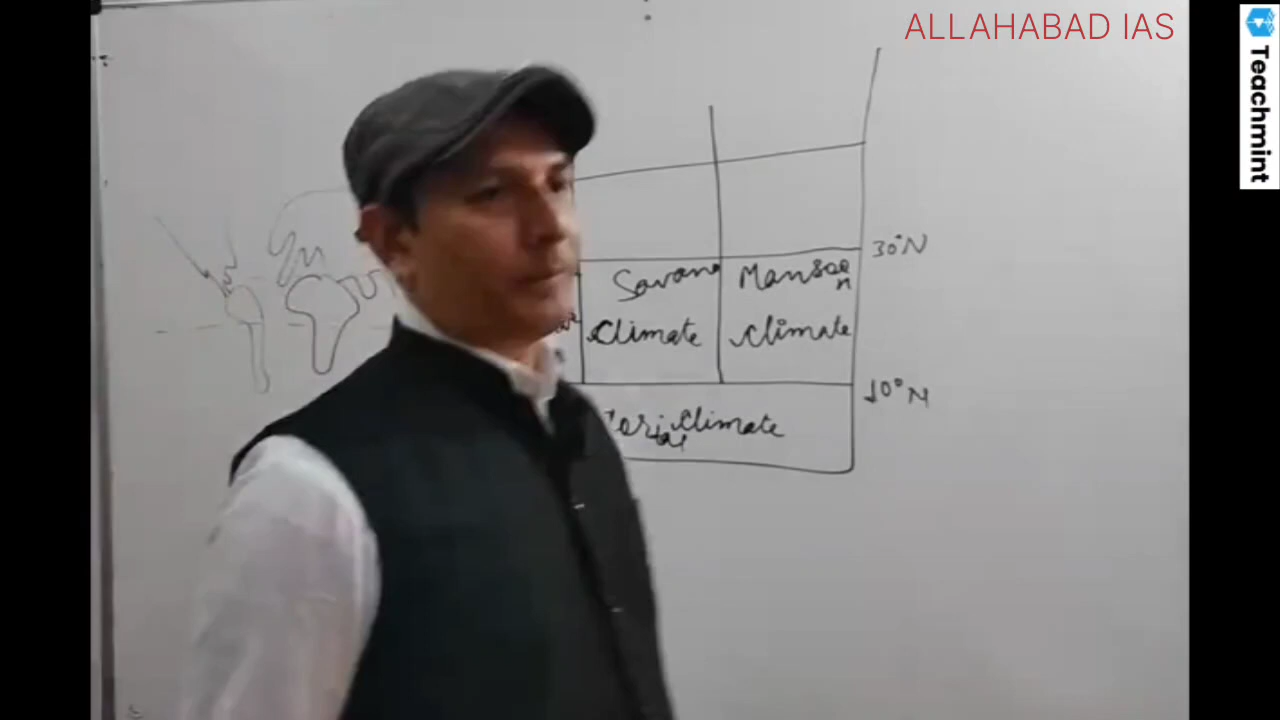 ALLAHABAD IAS
Teachmint
30°N
Savana Mansoon
Climate Climate
10°N
Climate